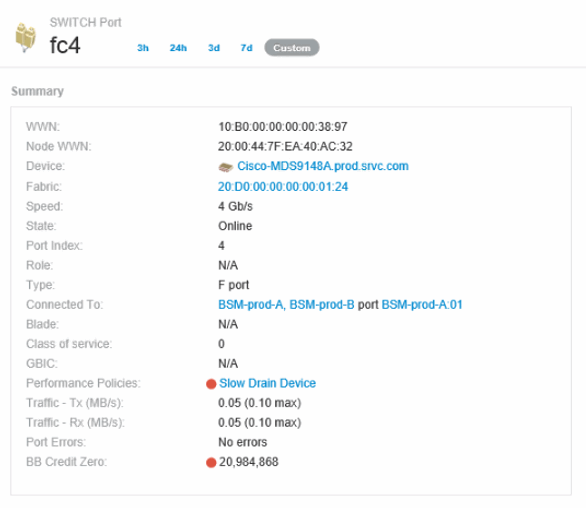 SWITCH Port
fc4
3h 24h 3d 7d Custom
Summary
WWN: 10:B0:00:00:00:00:38:97
Node WWN: 20:00:44:7F:EA:40:AC:32
Device: Cisco-MDS9148A.prod.srvc.com
Fabric: 20:D0:00:00:00:00:01:24
Speed: 4 Gb/s
State: Online
Port Index: 4
Role: N/A
Type: F port
Connected To: BSM-prod-A, BSM-prod-B port BSM-prod-A:01
Blade: N/A
Class of service: 0
GBIC: N/A
Performance Policies: Slow Drain Device
Traffic - Tx (MB/s): 0.05 (0.10 max)
Traffic - Rx (MB/s): 0.05 (0.10 max)
Port Errors: No errors
BB Credit Zero: 20,984,868